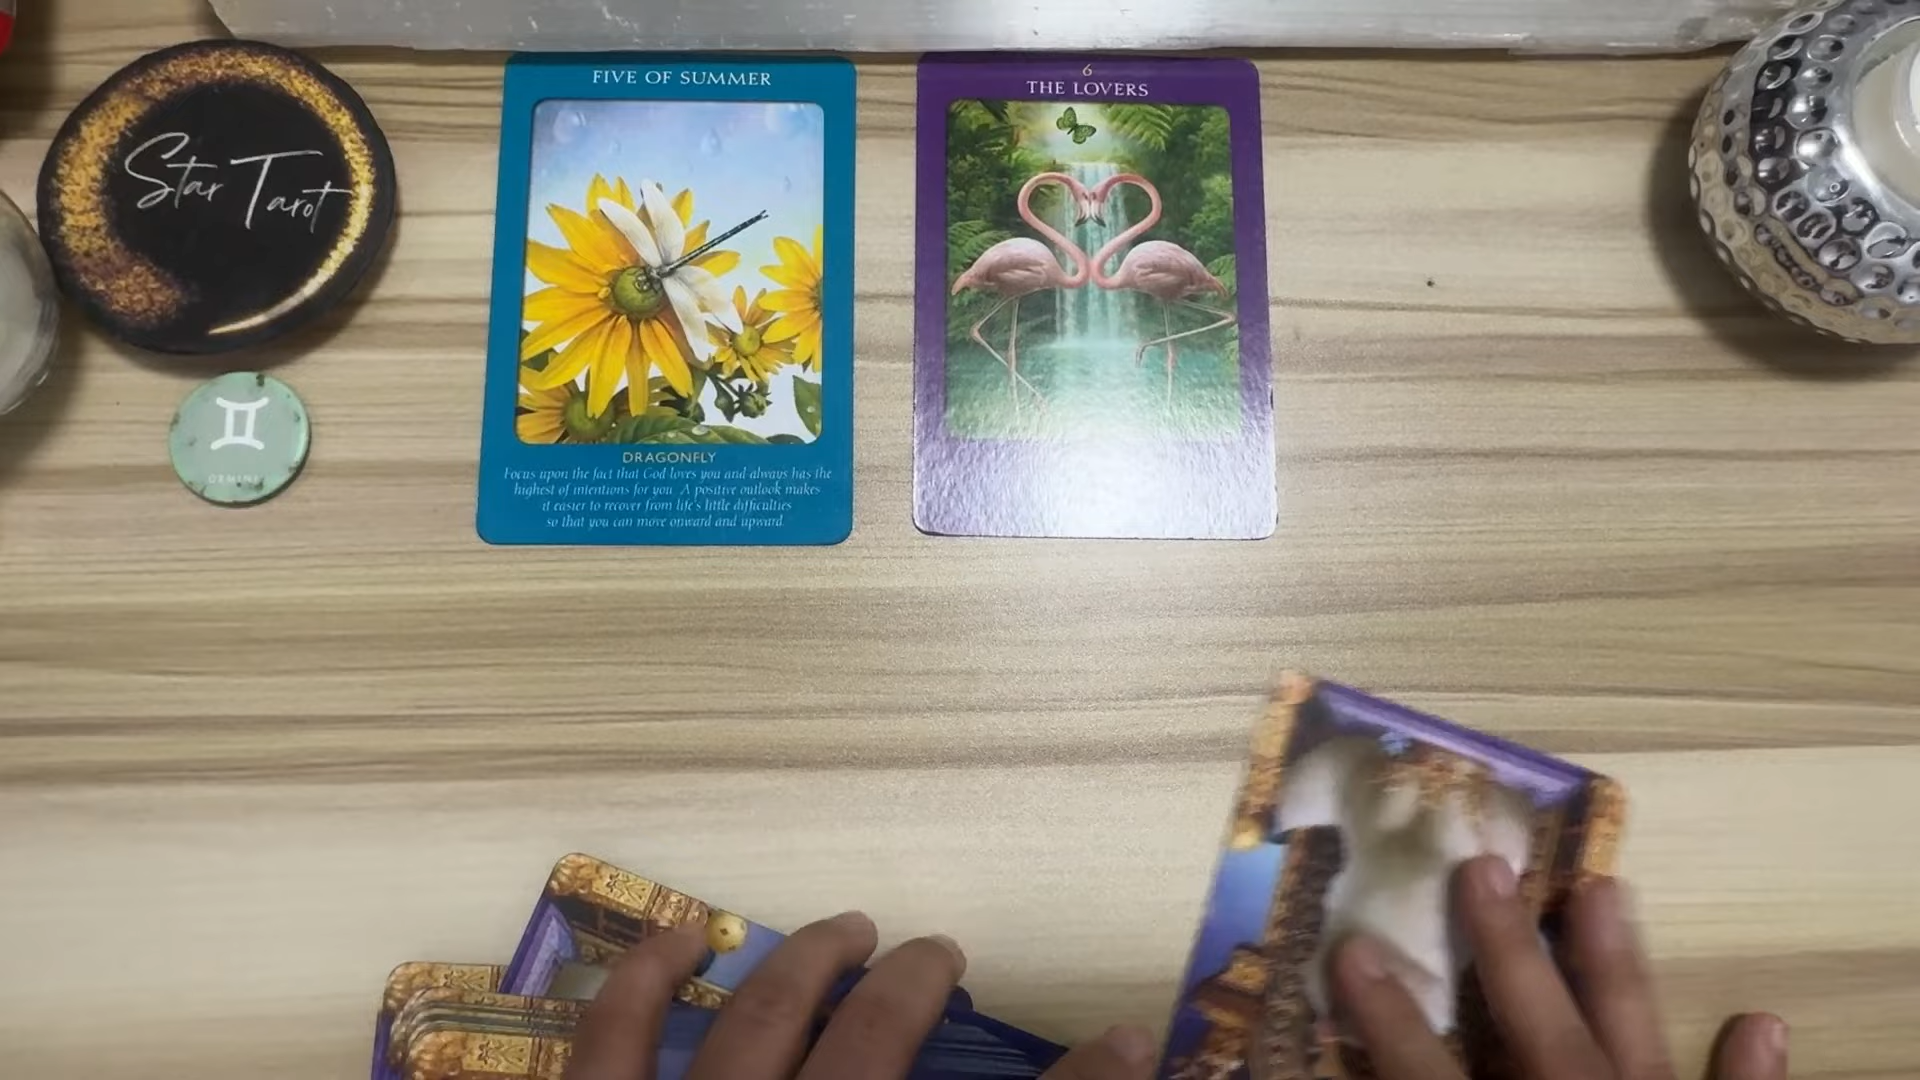 Star Tarot
GEMINI
FIVE OF SUMMER
DRAGONFLY
Focus upon the fact that God loves you and always has the
highest of intentions for you. A positive outlook makes
it easier to recover from life's little difficulties
so that you can move onward and upward.
6
THE LOVERS